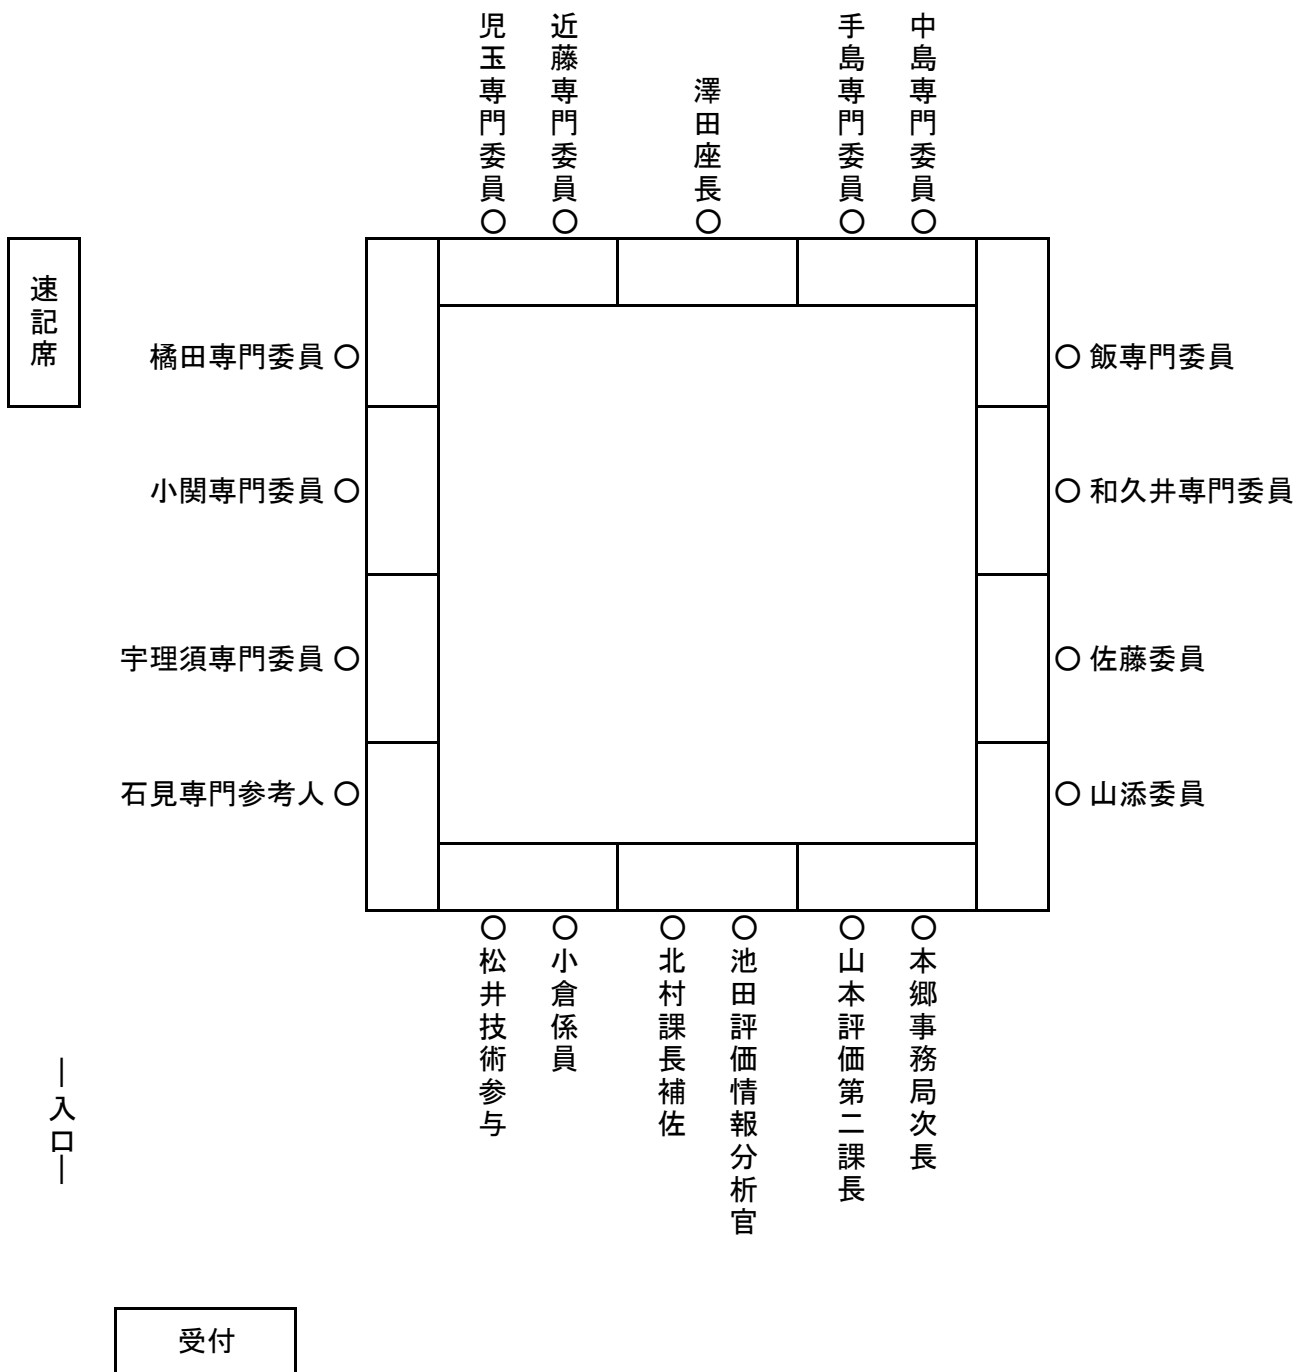 児玉専門委員○
近藤専門委員○
澤田座長○
手島専門委員○
中島専門委員○
速記席
橘田専門委員○
○飯専門委員
小関専門委員○
○和久井専門委員
宇理須専門委員○
○佐藤委員
石見専門参考人○
○山添委員
○松井技術参与
○小倉係員
○北村課長補佐
○池田評価情報分析官
○山本評価第二課長
○本郷事務局次長
―入口―
受付